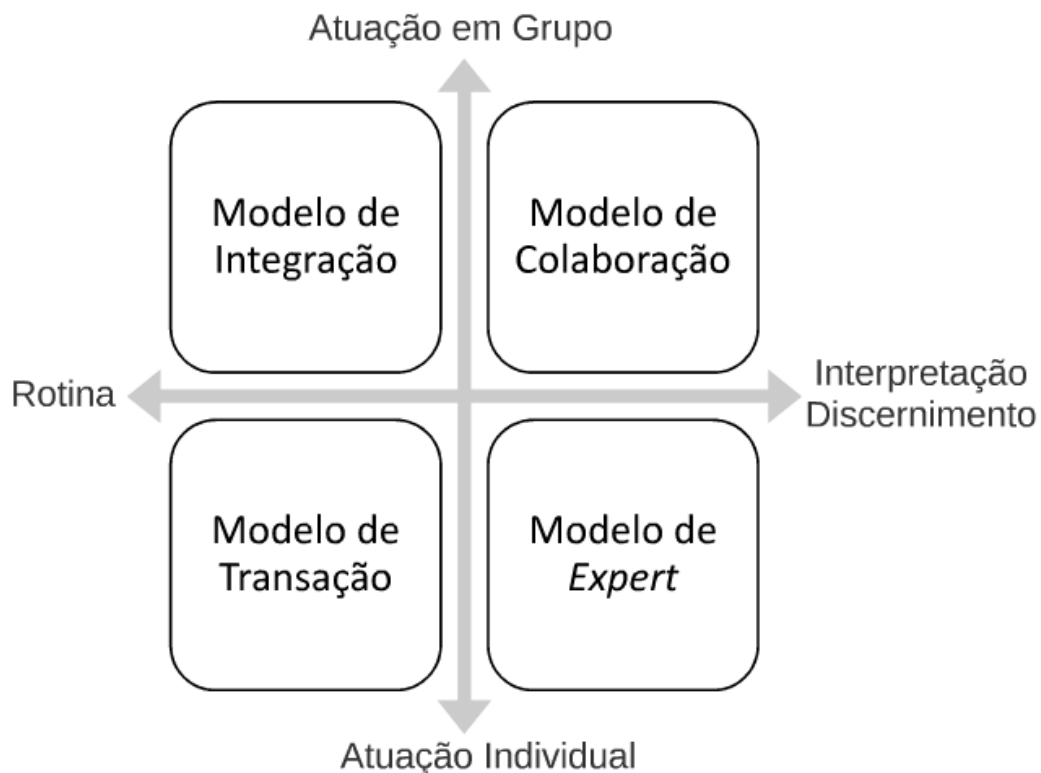 Atuação em Grupo
Modelo de
Integração
Modelo de
Colaboração
Rotina
Interpretação
Discernimento
Modelo de
Transação
Modelo de
Expert
Atuação Individual